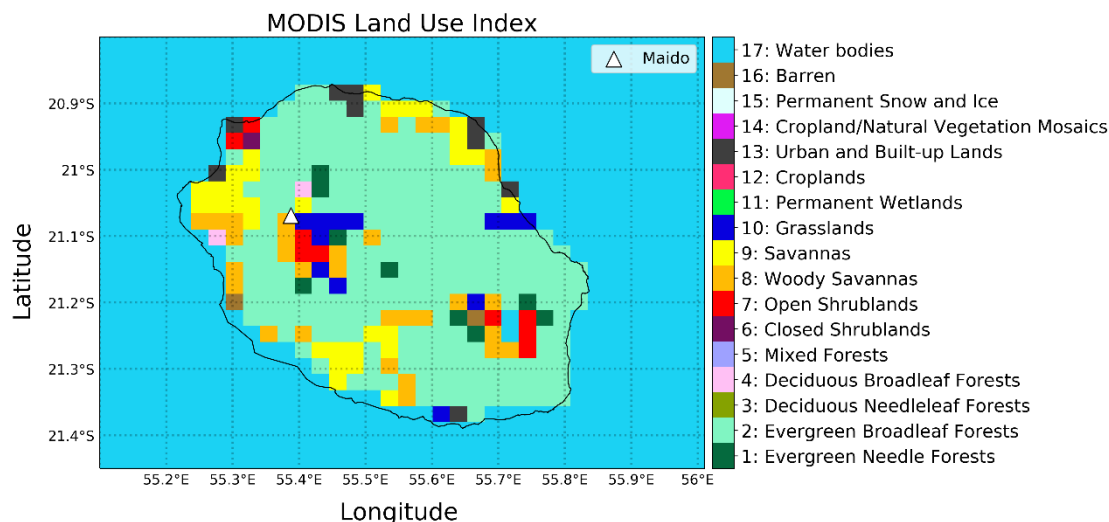 MODIS Land Use Index
Maido
20.9°S
21°S
21.1°S
21.2°S
21.3°S
21.4°S
Latitude
55.2°E 55.3°E 55.4°E 55.5°E 55.6°E 55.7°E 55.8°E 55.9°E 56°E
Longitude
17: Water bodies
16: Barren
15: Permanent Snow and Ice
14: Cropland/Natural Vegetation Mosaics
13: Urban and Built-up Lands
12: Croplands
11: Permanent Wetlands
10: Grasslands
9: Savannas
8: Woody Savannas
7: Open Shrublands
6: Closed Shrublands
5: Mixed Forests
4: Deciduous Broadleaf Forests
3: Deciduous Needleleaf Forests
2: Evergreen Broadleaf Forests
1: Evergreen Needle Forests